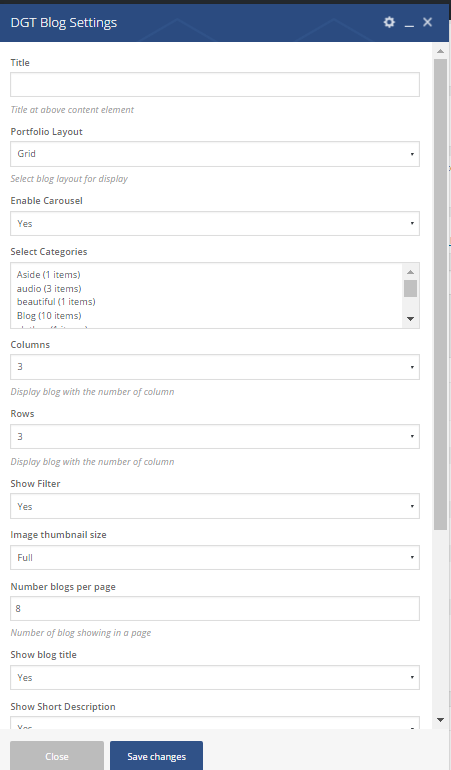 DGT Blog Settings
Title
Title at above content element
Portfolio Layout
Grid
Select blog layout for display
Enable Carousel
Yes
Select Categories
Aside (1 items)
audio (3 items)
beautiful (1 items)
Blog (10 items)
Columns
3
Display blog with the number of column
Rows
3
Display blog with the number of column
Show Filter
Yes
Image thumbnail size
Full
Number blogs per page
8
Number of blog showing in a page
Show blog title
Yes
Show Short Description
Yes
Close
Save changes